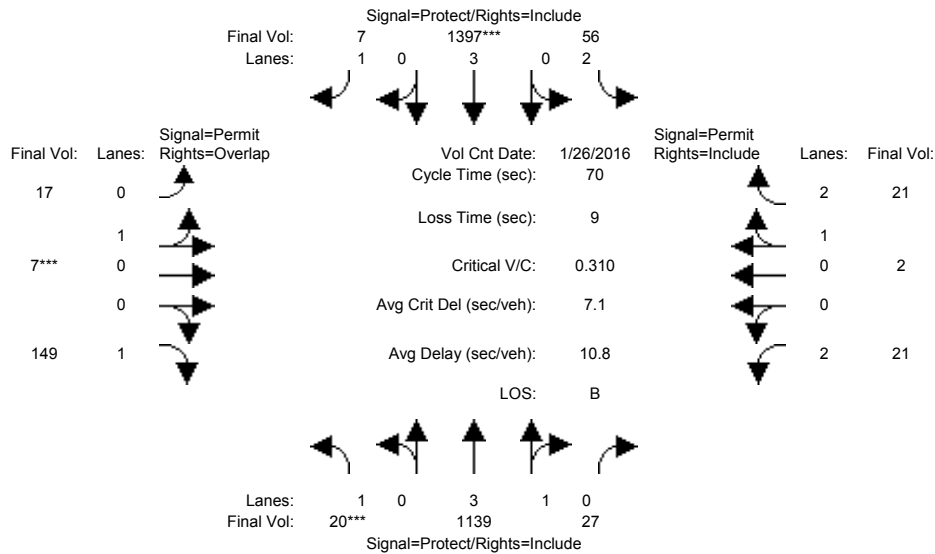 Signal=Protect/Rights=Include
Final Vol: 7 1397*** 56
Lanes: 1 0 3 0 2
Signal=Permit Signal=Permit
Final Vol: Lanes: Rights=Overlap Vol Cnt Date: 1/26/2016 Rights=Include Lanes: Final Vol:
Cycle Time (sec): 70
17 0 2 21
Loss Time (sec): 9
1 1
7*** 0 Critical V/C: 0.310 0 2
0 Avg Crit Del (sec/veh): 7.1 0
149 1 Avg Delay (sec/veh): 10.8 2 21
LOS: B
Lanes: 1 0 3 1 0
Final Vol: 20*** 1139 27
Signal=Protect/Rights=Include